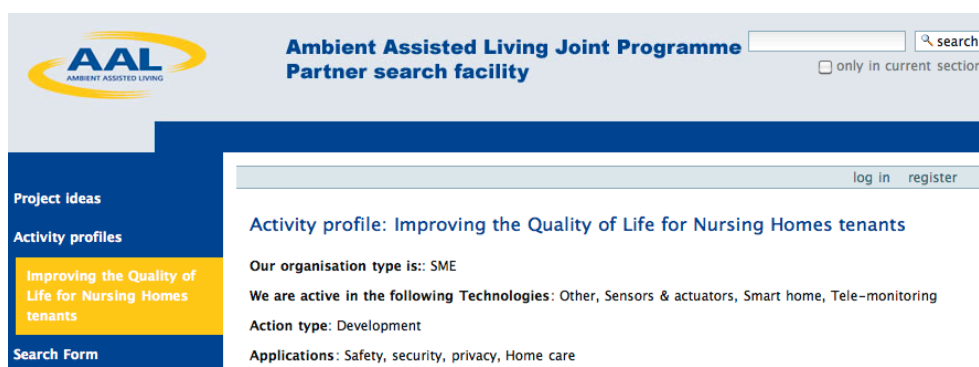 AAL
AMBIENT ASSISTED LIVING
Ambient Assisted Living Joint Programme
Partner search facility
search
only in current section
log in register
Project ideas
Activity profiles
Improving the Quality of
Life for Nursing Homes
tenants
Search Form
Activity profile: Improving the Quality of Life for Nursing Homes tenants
Our organisation type is:: SME
We are active in the following Technologies: Other, Sensors & actuators, Smart home, Tele-monitoring
Action type: Development
Applications: Safety, security, privacy, Home care